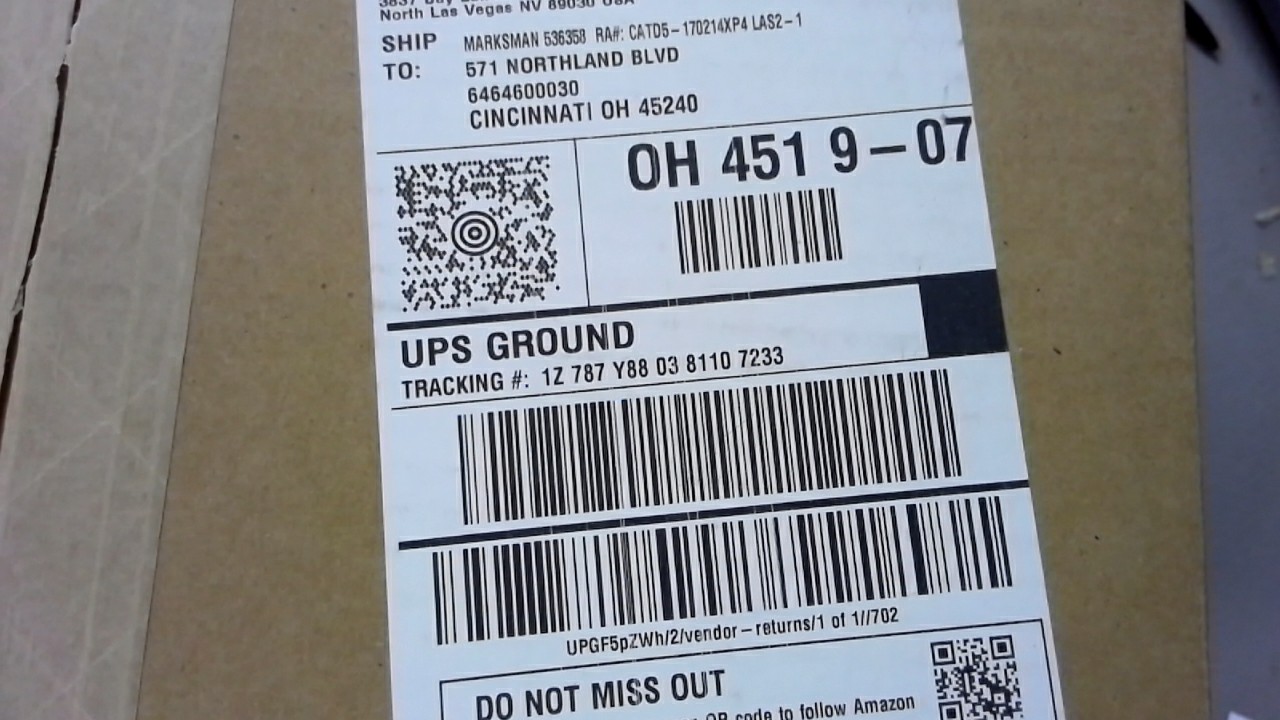 North Las Vegas NV 89030 USA
SHIP TO:
MARKSMAN 536358 RA#: CATD5-170214XP4 LAS2-1
571 NORTHLAND BLVD
6464600030
CINCINNATI OH 45240
OH 451 9-07
UPS GROUND
TRACKING #: 1Z 787 Y88 03 8110 7233
UPGF5pZWh/2/vendor-returns/1 of 1//702
DO NOT MISS OUT
QR code to follow Amazon